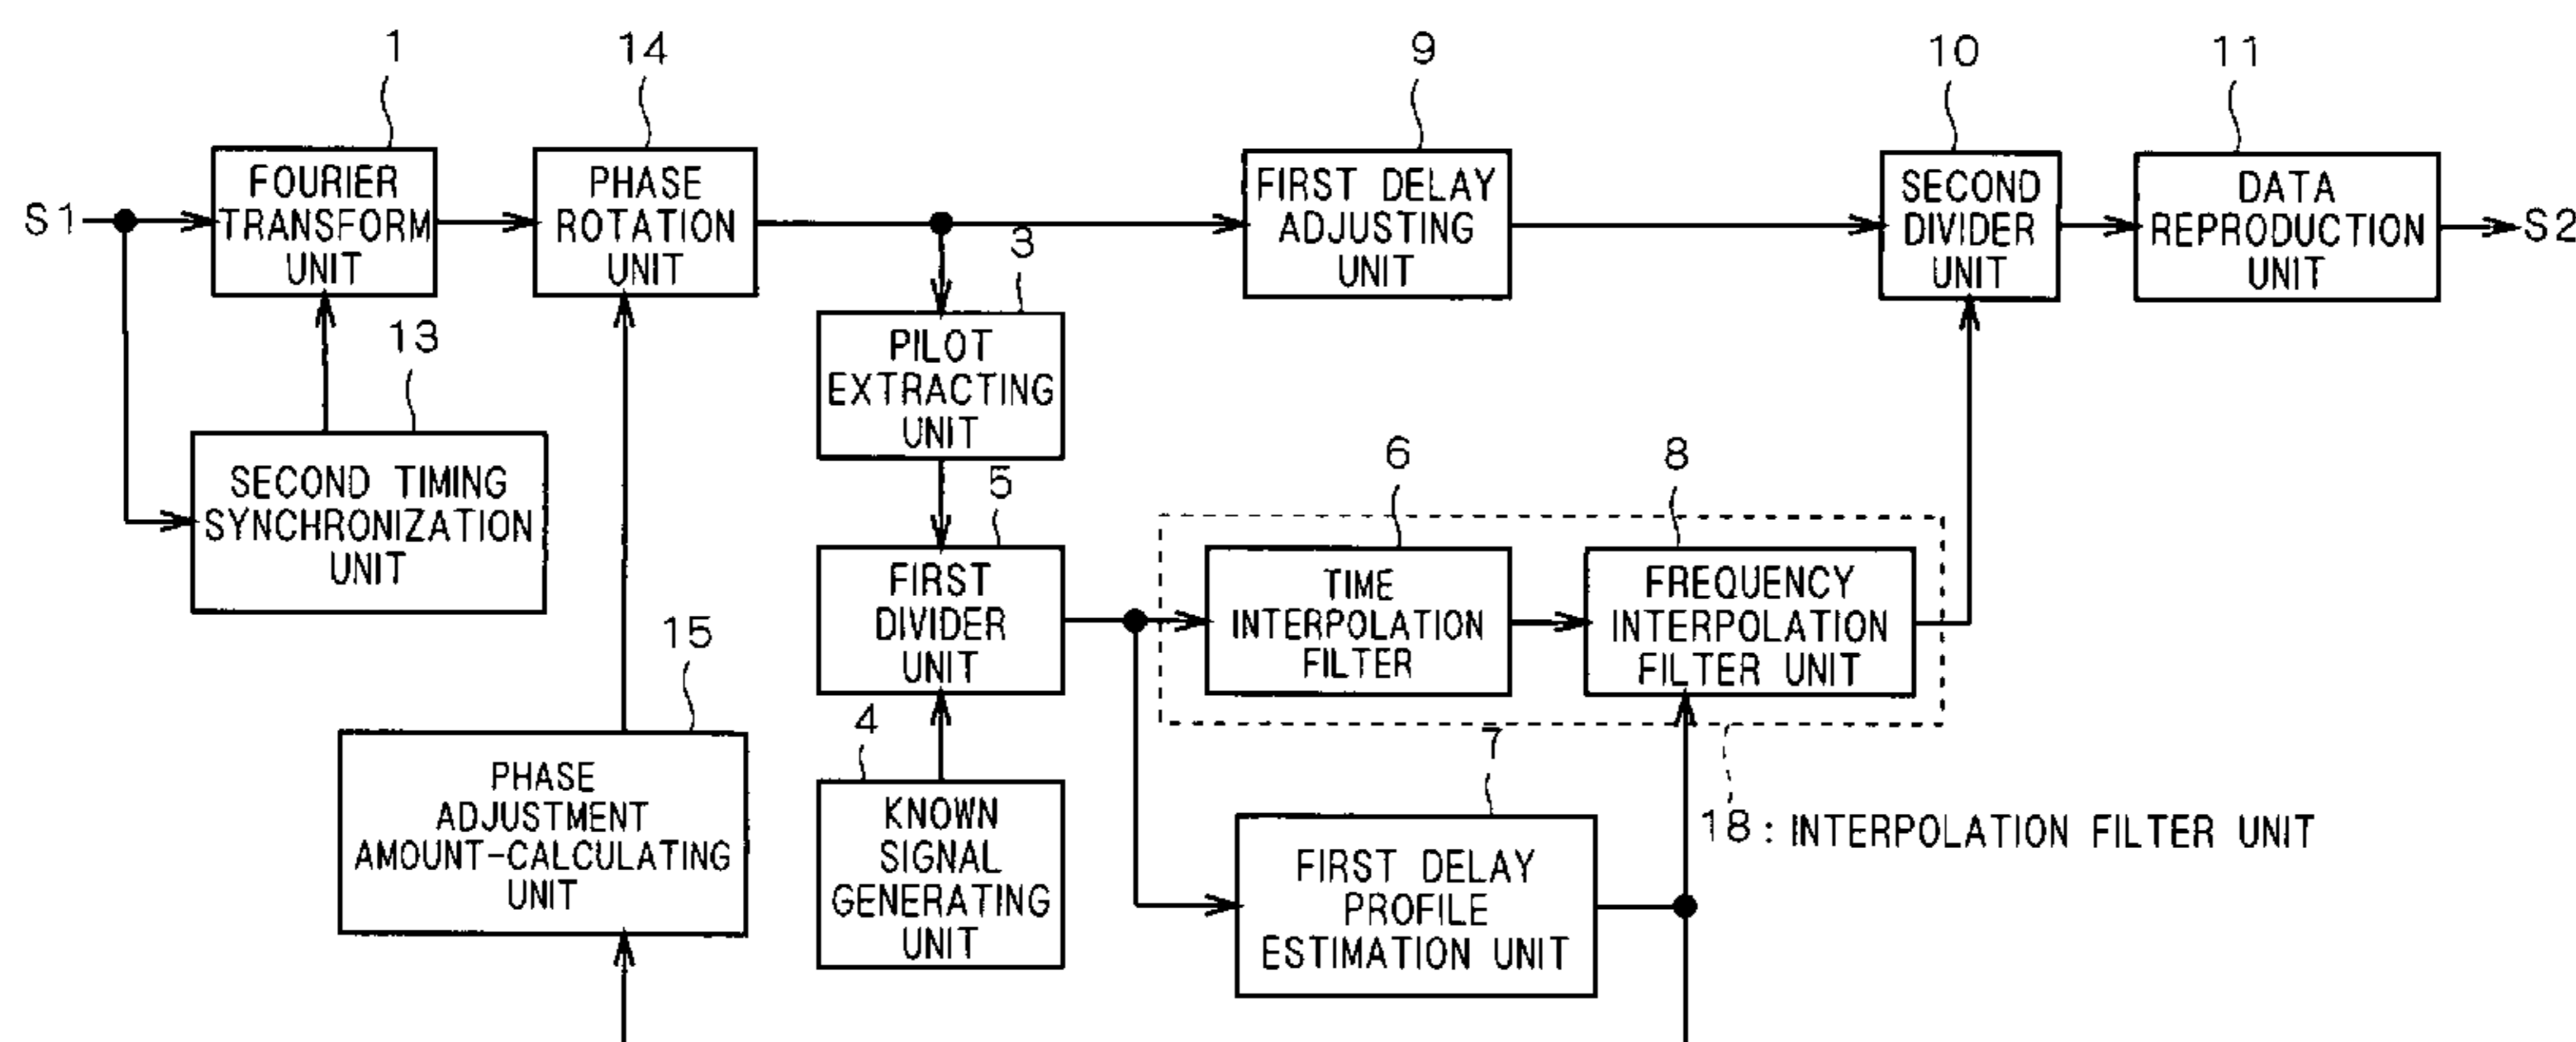 1
14
9
10
11
S1
FOURIER
TRANSFORM
UNIT
PHASE
ROTATION
UNIT
FIRST DELAY
ADJUSTING
UNIT
SECOND
DIVIDER
UNIT
DATA
REPRODUCTION
UNIT
S2
3
PILOT
EXTRACTING
UNIT
13
SECOND TIMING
SYNCHRONIZATION
UNIT
5
FIRST
DIVIDER
UNIT
6
TIME
INTERPOLATION
FILTER
8
FREQUENCY
INTERPOLATION
FILTER UNIT
15
PHASE
ADJUSTMENT
AMOUNT-CALCULATING
UNIT
4
KNOWN
SIGNAL
GENERATING
UNIT
7
FIRST DELAY
PROFILE
ESTIMATION UNIT
18: INTERPOLATION FILTER UNIT